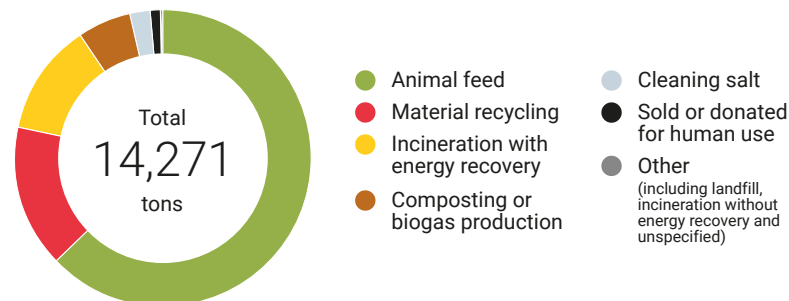 Total
14,271
tons
Animal feed
Material recycling
Incineration with
energy recovery
Composting or
biogas production
Cleaning salt
Sold or donated
for human use
Other
(including landfill,
incineration without
energy recovery and
unspecified)